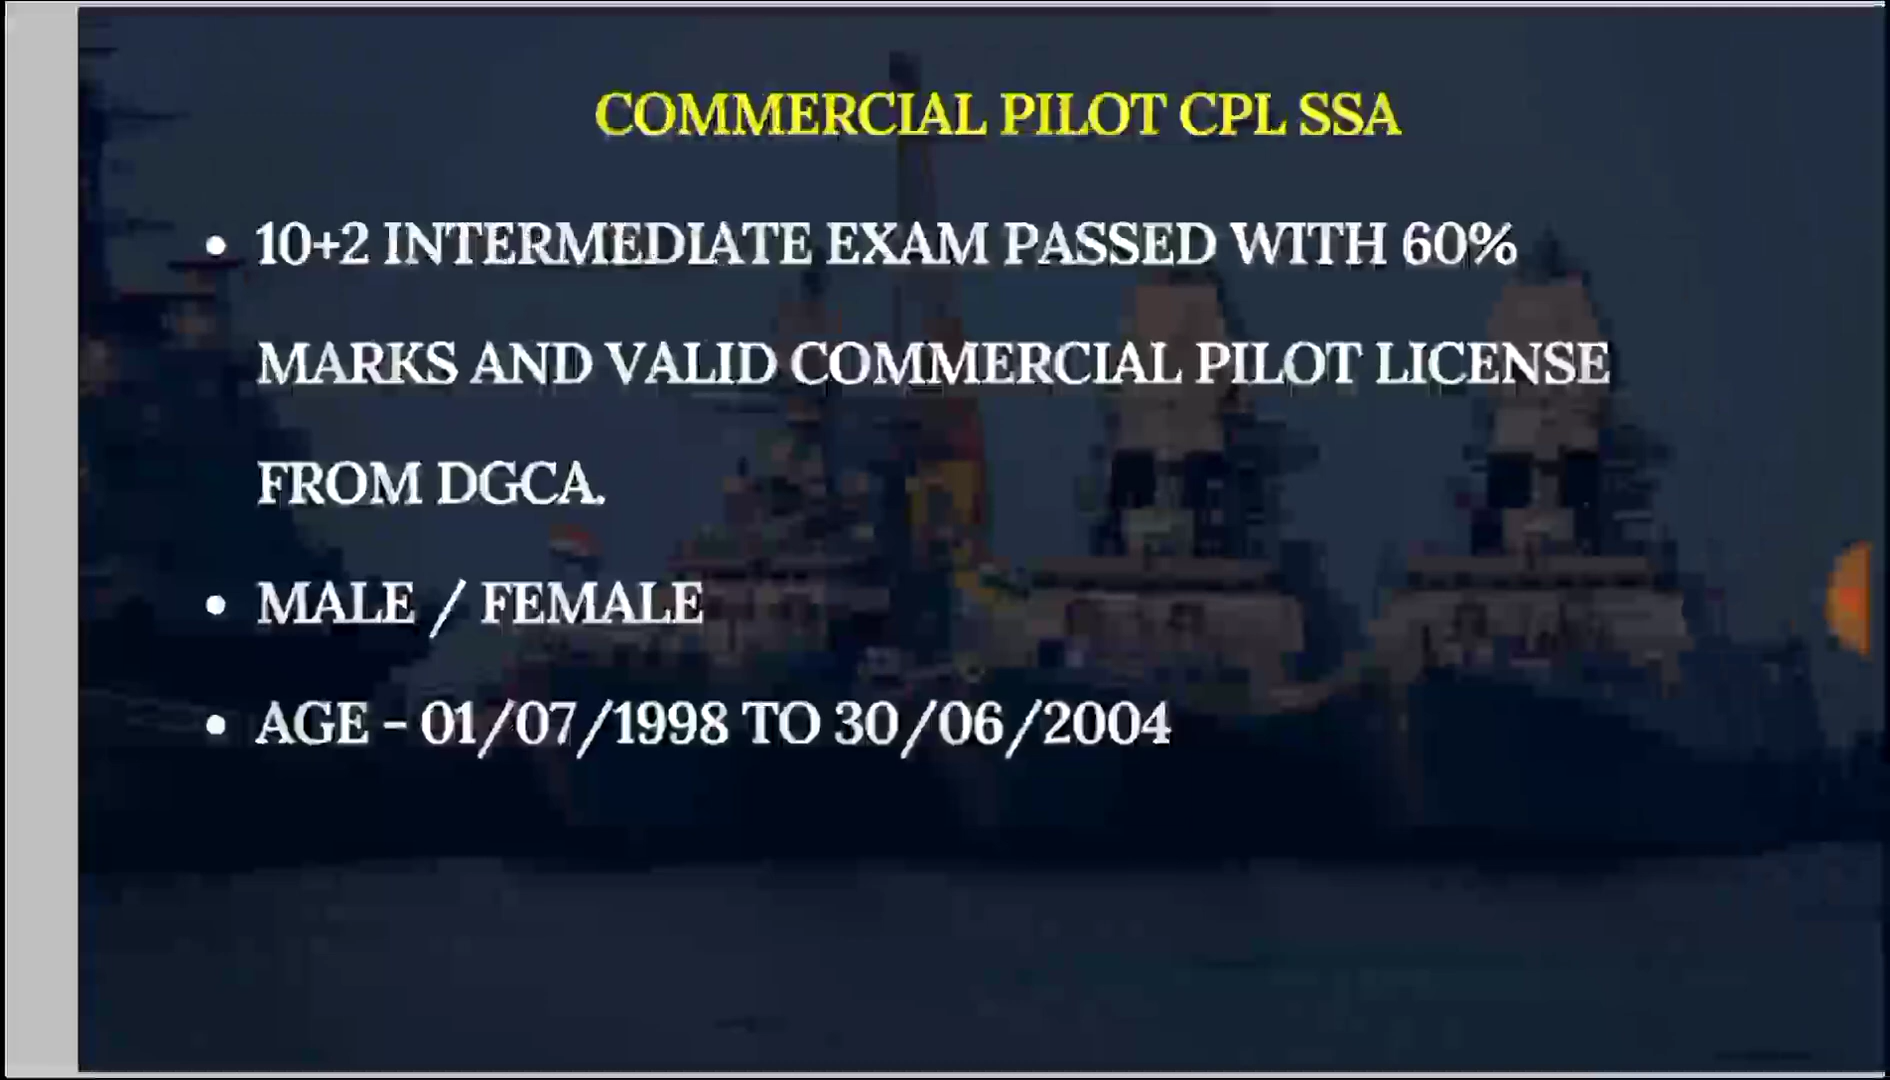 COMMERCIAL PILOT CPL SSA
• 10+2 INTERMEDIATE EXAM PASSED WITH 60%
MARKS AND VALID COMMERCIAL PILOT LICENSE
FROM DGCA.
• MALE / FEMALE
• AGE – 01/07/1998 TO 30/06/2004